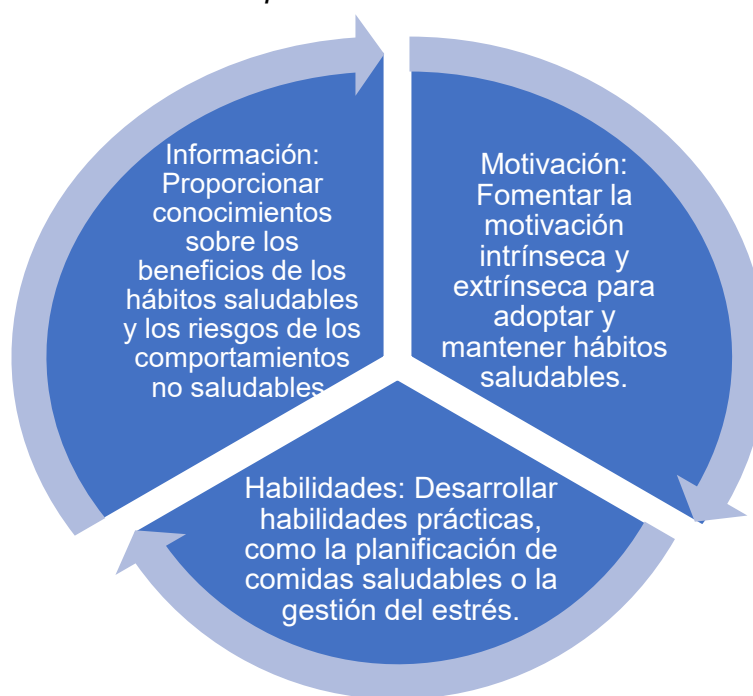 Información:
Proporcionar
conocimientos
sobre los
beneficios de los
hábitos saludables
y los riesgos de los
comportamientos
no saludables
Motivación:
Fomentar la
motivación
intrínseca y
extrínseca para
adoptar y
mantener hábitos
saludables.
Habilidades: Desarrollar
habilidades prácticas,
como la planificación de
comidas saludables o la
gestión del estrés.